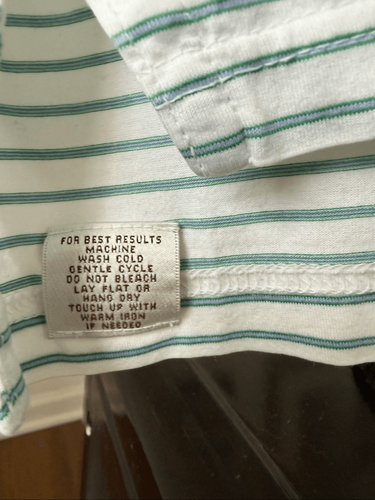 FOR BEST RESULTS
MACHINE
WASH COLD
GENTLE CYCLE
DO NOT BLEACH
LAY FLAT OR
HANG DRY
TOUCH UP WITH
WARM IRON
IF NEEDED